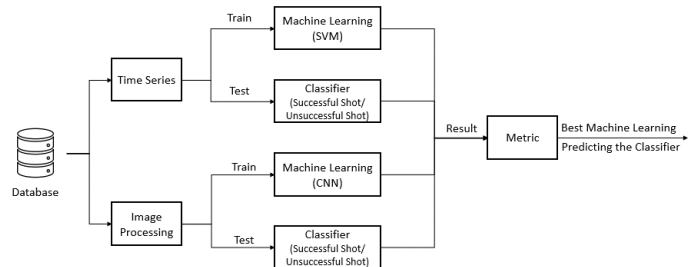 Database
Time Series
Train
Machine Learning
(SVM)
Test
Classifier
(Successful Shot/
Unsuccessful Shot)
Image
Processing
Train
Machine Learning
(CNN)
Test
Classifier
(Successful Shot/
Unsuccessful Shot)
Result
Metric
Best Machine Learning
Predicting the Classifier